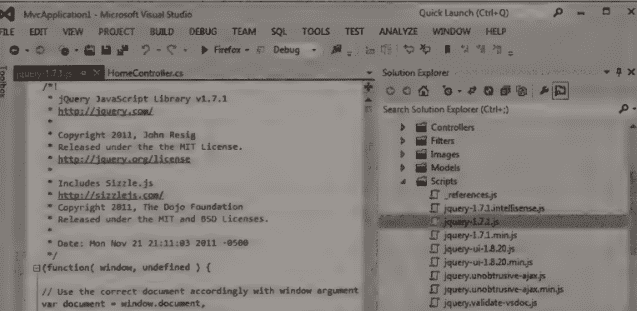 MvcApplication1 - Microsoft Visual Studio
Quick Launch (Ctrl+Q)
FILE EDIT VIEW PROJECT BUILD DEBUG TEAM SQL TOOLS TEST ANALYZE WINDOW HELP
Firefox Debug
Toolbox
jquery-1.7.1.js HomeController.cs
/*!
* jQuery JavaScript Library v1.7.1
* http://jquery.com/
*
* Copyright 2011, John Resig
* Released under the the MIT License.
* http://jquery.org/license
*
* Includes Sizzle.js
* http://sizzlejs.com/
* Copyright 2011, The Dojo Foundation
* Released under the MIT and BSD Licenses.
*
* Date: Mon Nov 21 21:11:03 2011 -0500
*/
(function( window, undefined ) {
// Use the correct document accordingly with window argument
var document = window.document,
Solution Explorer
Search Solution Explorer (Ctrl+;)
Controllers
Filters
Images
Models
Scripts
_references.js
jquery-1.7.1.intellisense.js
jquery-1.7.1.js
jquery-1.7.1.min.js
jquery-ui-1.8.20.js
jquery-ui-1.8.20.min.js
jquery.unobtrusive-ajax.js
jquery.unobtrusive-ajax.min.js
jquery.validate-vsdoc.js